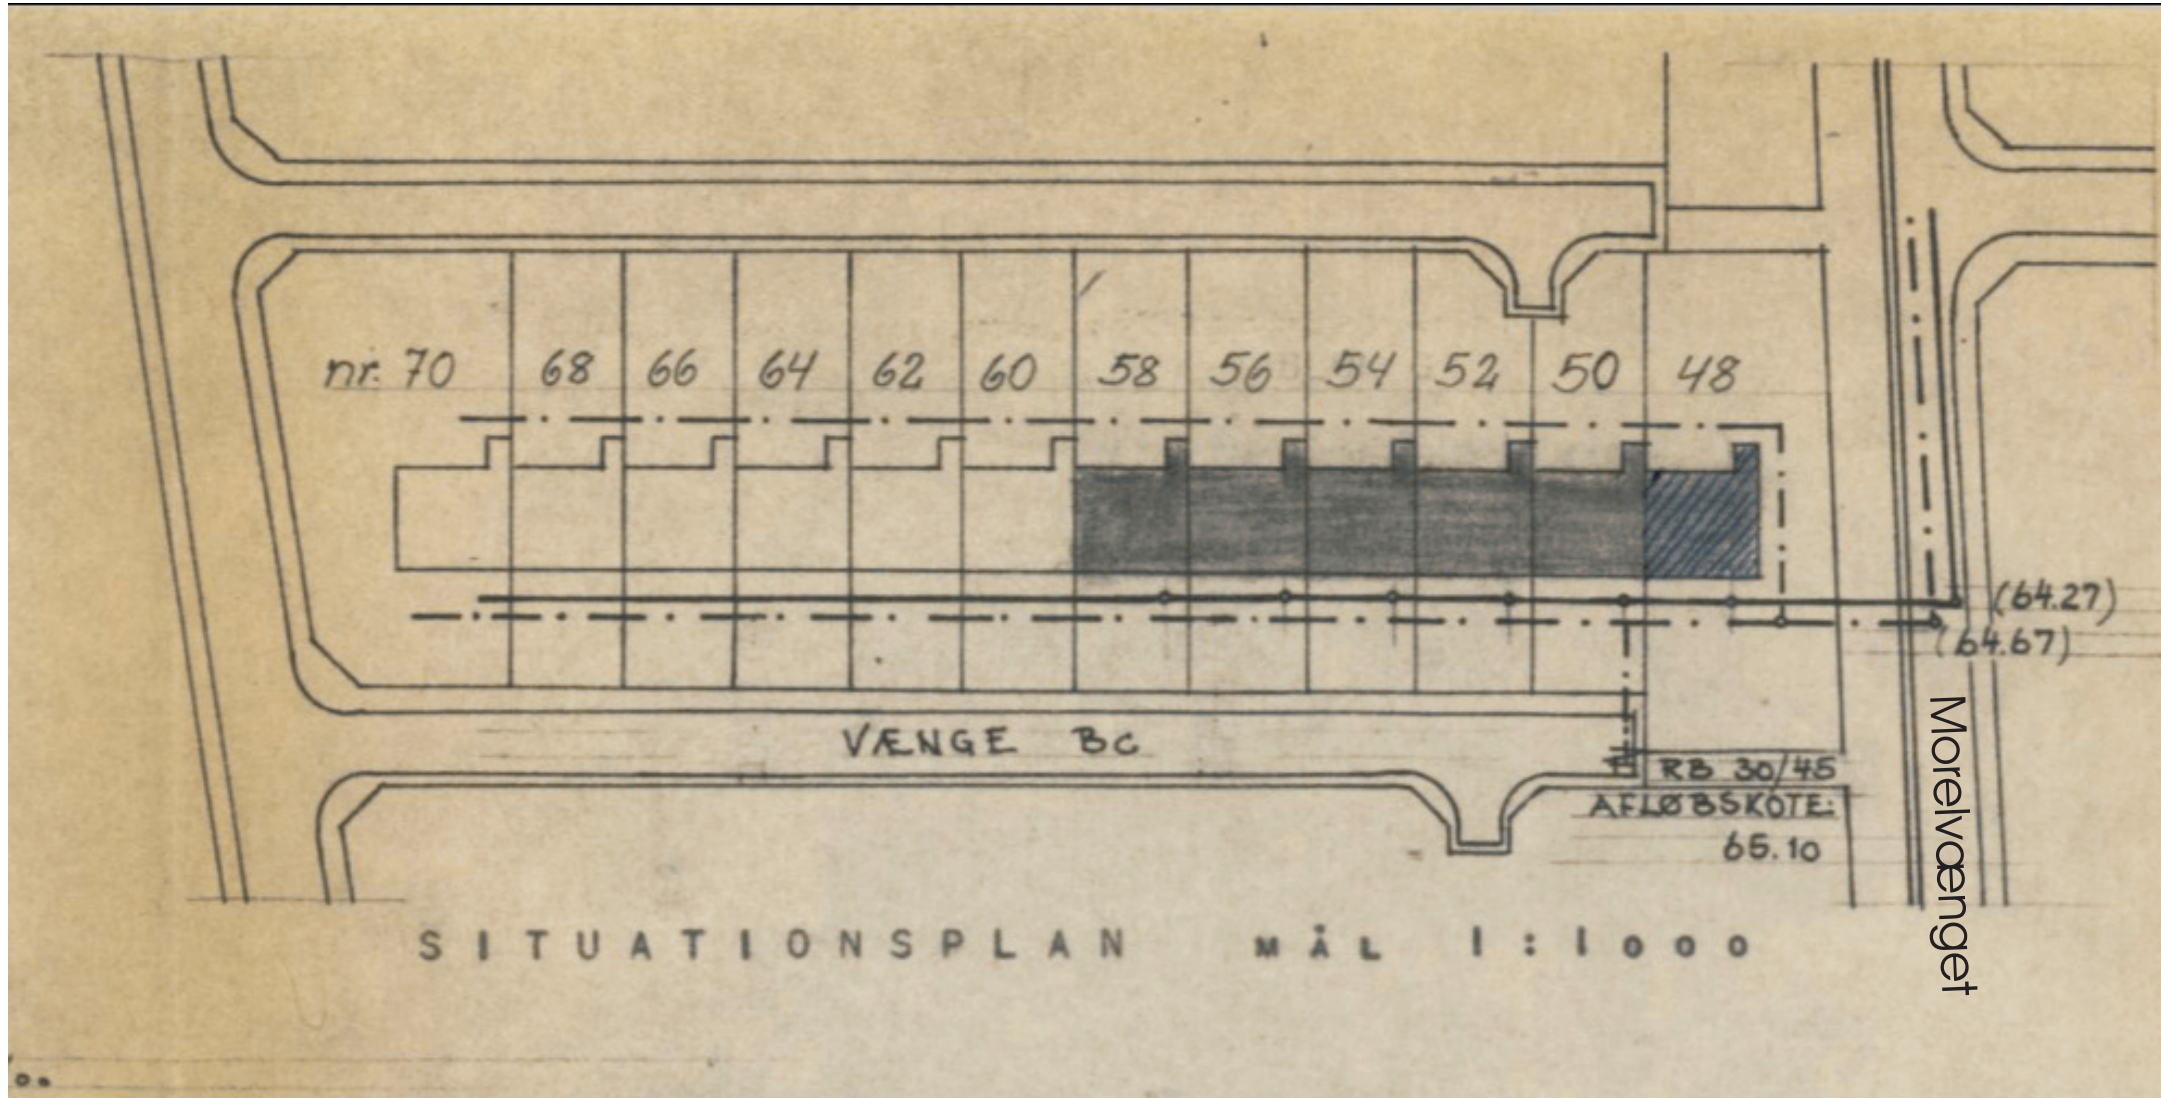 nr. 70 68 66 64 62 60 58 56 54 52 50 48
(64.27)
(64.67)
VÆNGE BC
RB 30/45
AFLØBSKOTE:
65.10
Morelvænget
SITUATIONSPLAN MÅL 1:1000